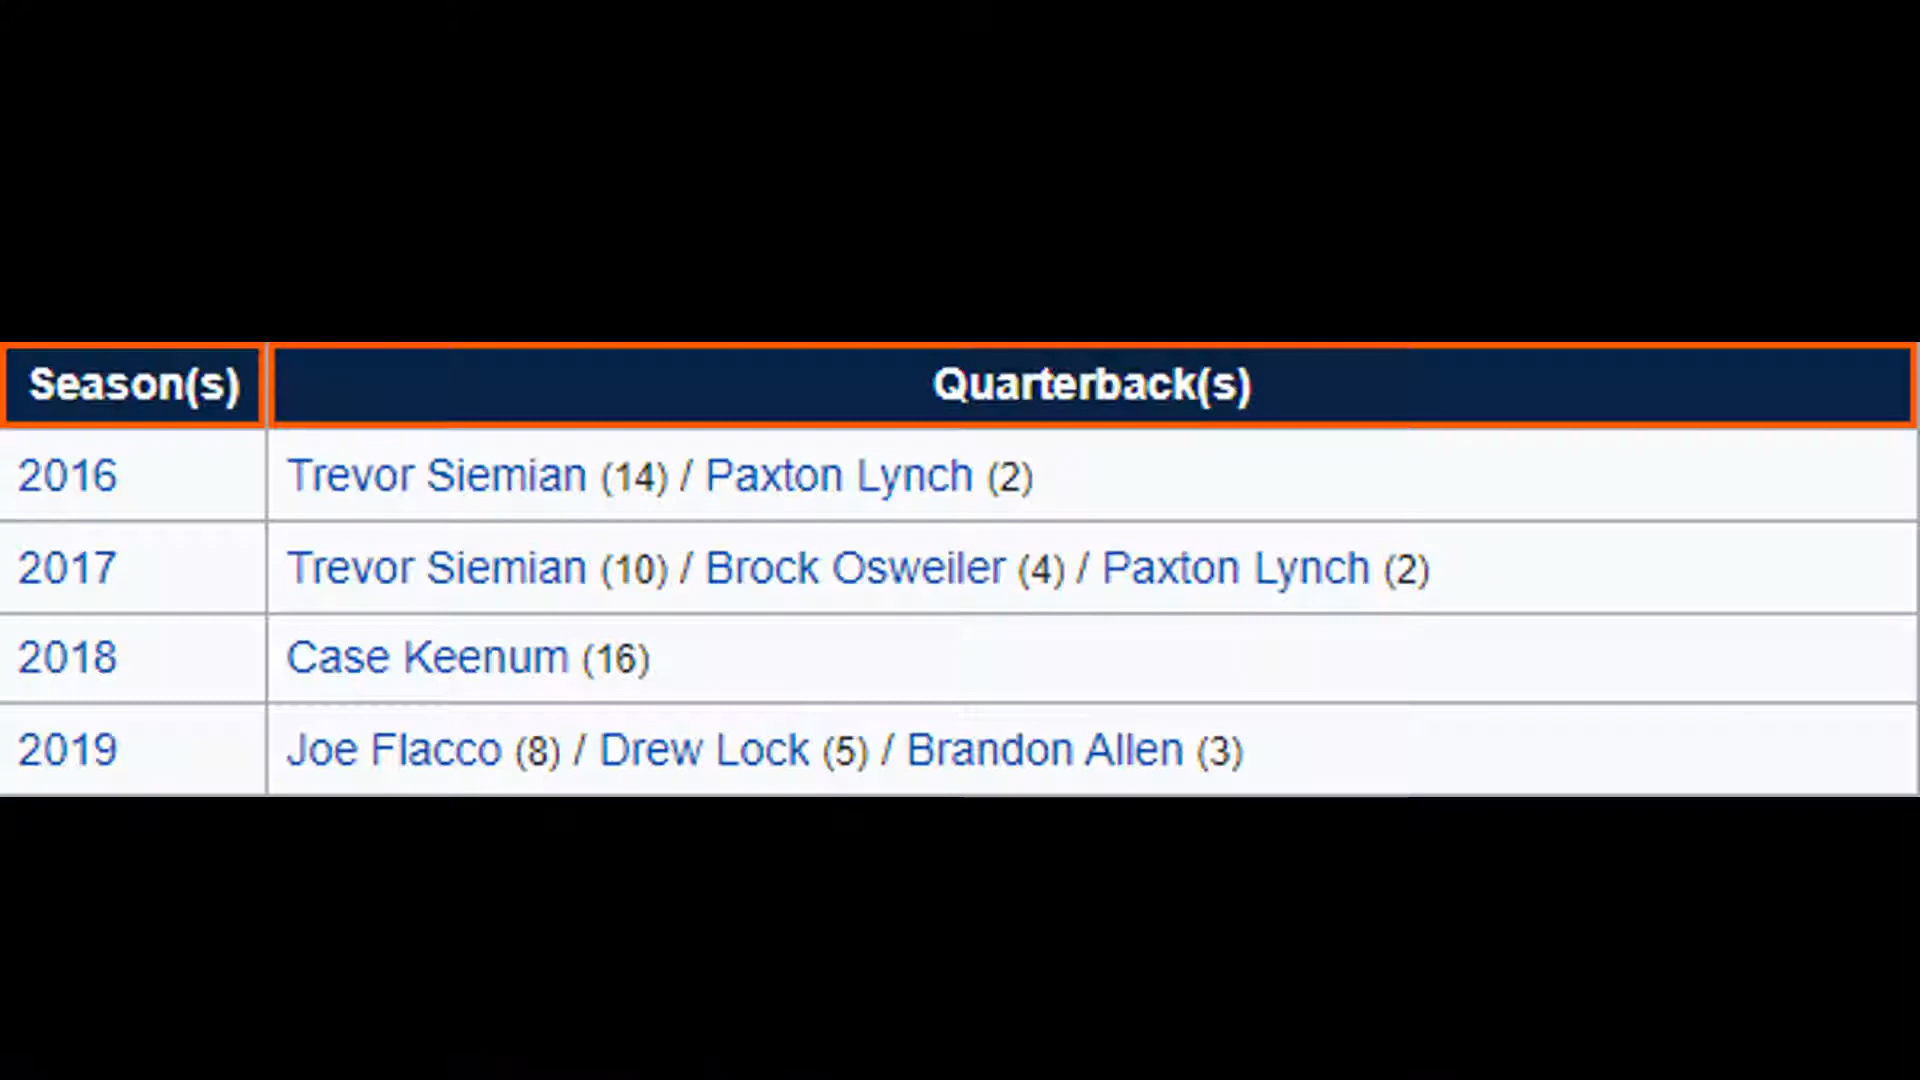 Season(s) Quarterback(s)
2016 Trevor Siemian (14) / Paxton Lynch (2)
2017 Trevor Siemian (10) / Brock Osweiler (4) / Paxton Lynch (2)
2018 Case Keenum (16)
2019 Joe Flacco (8) / Drew Lock (5) / Brandon Allen (3)